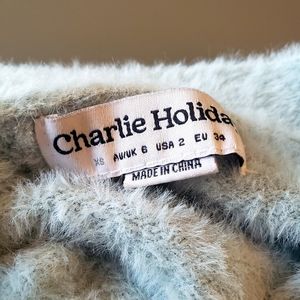 Charlie Holida
XS AU/UK 6 USA 2 EU 34
MADE IN CHINA